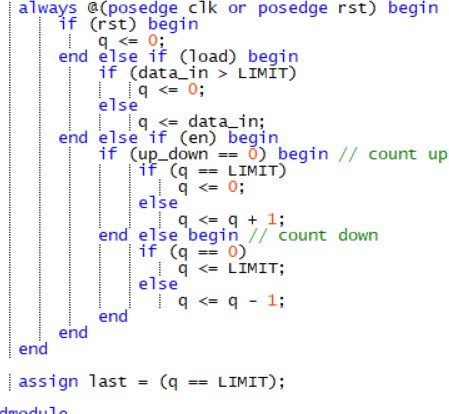 always @(posedge clk or posedge rst) begin
if (rst) begin
q <= 0;
end else if (load) begin
if (data_in > LIMIT)
q <= 0;
else
q <= data_in;
end else if (en) begin
if (up_down == 0) begin // count up
if (q == LIMIT)
q <= 0;
else
q <= q + 1;
end else begin // count down
if (q == 0)
q <= LIMIT;
else
q <= q - 1;
end
end
end
assign last = (q == LIMIT);